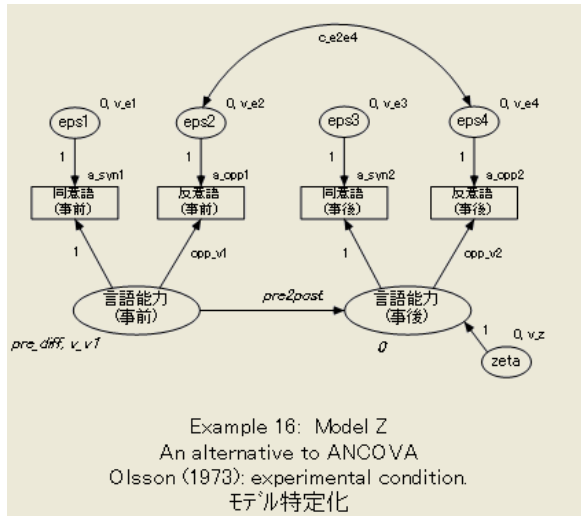 c_e2e4
0, v_e1
0, v_e2
0, v_e3
0, v_e4
eps1
eps2
eps3
eps4
1
1
1
1
a_syn1
a_opp1
a_syn2
a_opp2
同意語
(事前)
反意語
(事前)
同意語
(事後)
反意語
(事後)
1
opp_v1
1
opp_v2
言語能力
(事前)
pre2post
言語能力
(事後)
pre_diff, v_v1
0
1
0, v_z
zeta
Example 16: Model Z
An alternative to ANCOVA
Olsson (1973): experimental condition.
モデル特定化